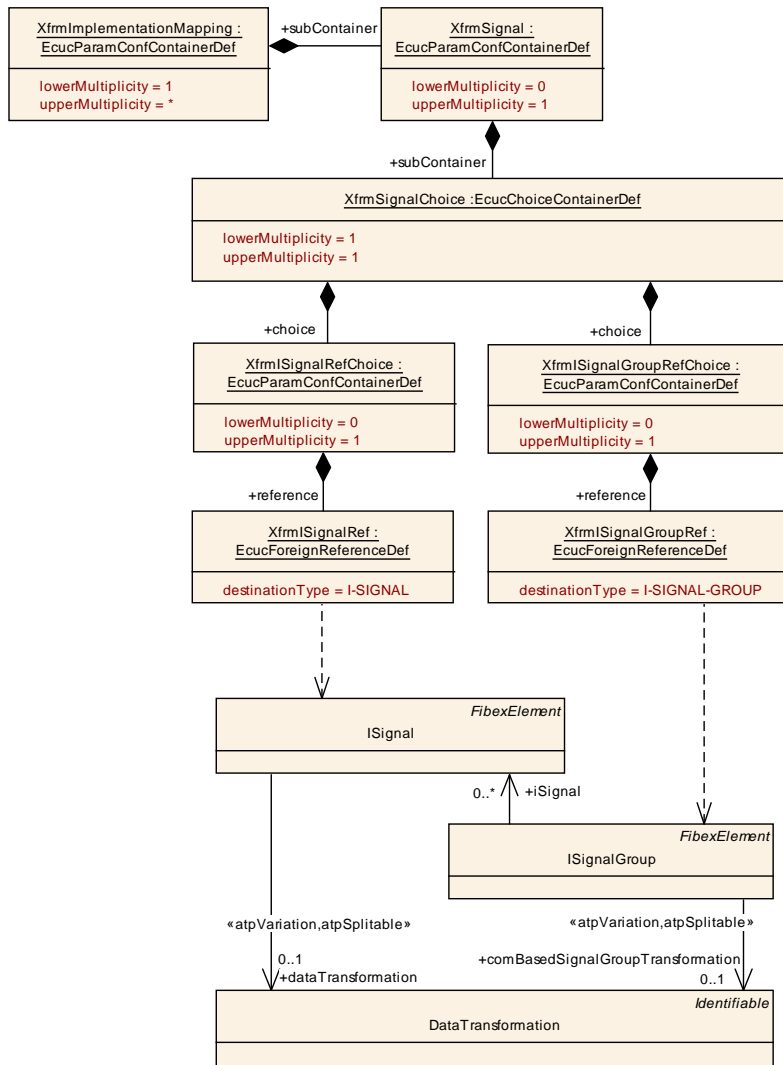 XfrmImplementationMapping :
EcucParamConfContainerDef
lowerMultiplicity = 1
upperMultiplicity = *
+subContainer
XfrmSignal :
EcucParamConfContainerDef
lowerMultiplicity = 0
upperMultiplicity = 1
+subContainer
XfrmSignalChoice :EcucChoiceContainerDef
lowerMultiplicity = 1
upperMultiplicity = 1
+choice
+choice
XfrmISignalRefChoice :
EcucParamConfContainerDef
lowerMultiplicity = 0
upperMultiplicity = 1
XfrmISignalGroupRefChoice :
EcucParamConfContainerDef
lowerMultiplicity = 0
upperMultiplicity = 1
+reference
+reference
XfrmISignalRef :
EcucForeignReferenceDef
destinationType = I-SIGNAL
XfrmISignalGroupRef :
EcucForeignReferenceDef
destinationType = I-SIGNAL-GROUP
FibexElement
ISignal
0..*
+iSignal
FibexElement
ISignalGroup
«atpVariation,atpSplitable»
0..1
+dataTransformation
«atpVariation,atpSplitable»
+comBasedSignalGroupTransformation
0..1
Identifiable
DataTransformation